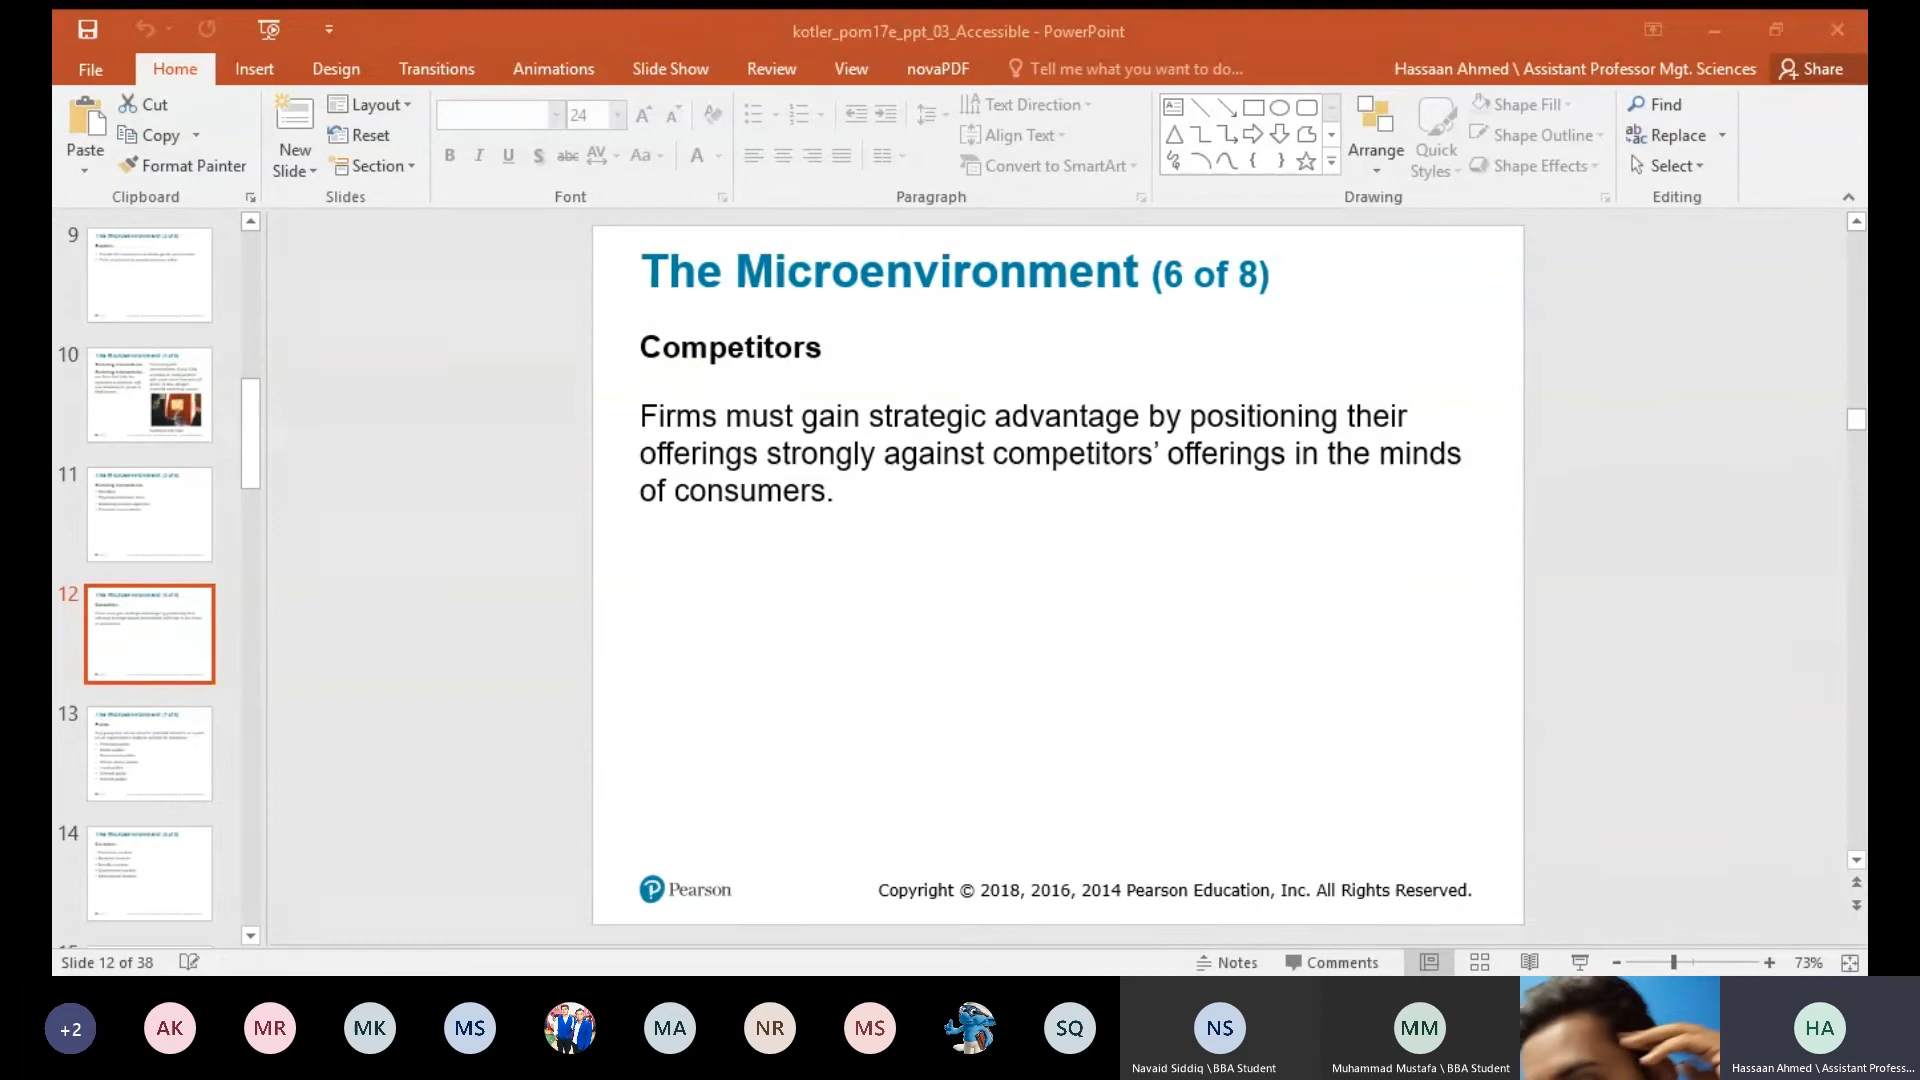 kotler_pom17e_ppt_03_Accessible - PowerPoint
File Home Insert Design Transitions Animations Slide Show Review View novaPDF Tell me what you want to do... Hassaan Ahmed \ Assistant Professor Mgt. Sciences Share
Paste
Cut
Copy
Format Painter
Clipboard
New Slide
Layout
Reset
Section
Slides
24
B I U S abc AV Aa A
Font
Text Direction
Align Text
Convert to SmartArt
Paragraph
Arrange
Quick Styles
Shape Fill
Shape Outline
Shape Effects
Drawing
Find
Replace
Select
Editing
9
10
11
12
13
14
The Microenvironment (6 of 8)
Competitors
Firms must gain strategic advantage by positioning their
offerings strongly against competitors’ offerings in the minds
of consumers.
Pearson
Copyright © 2018, 2016, 2014 Pearson Education, Inc. All Rights Reserved.
Slide 12 of 38 Notes Comments 73%
+2 AK MR MK MS MA NR MS SQ NS MM HA
Navaid Siddiq \BBA Student
Muhammad Mustafa \ BBA Student
Hassaan Ahmed \ Assistant Profess...